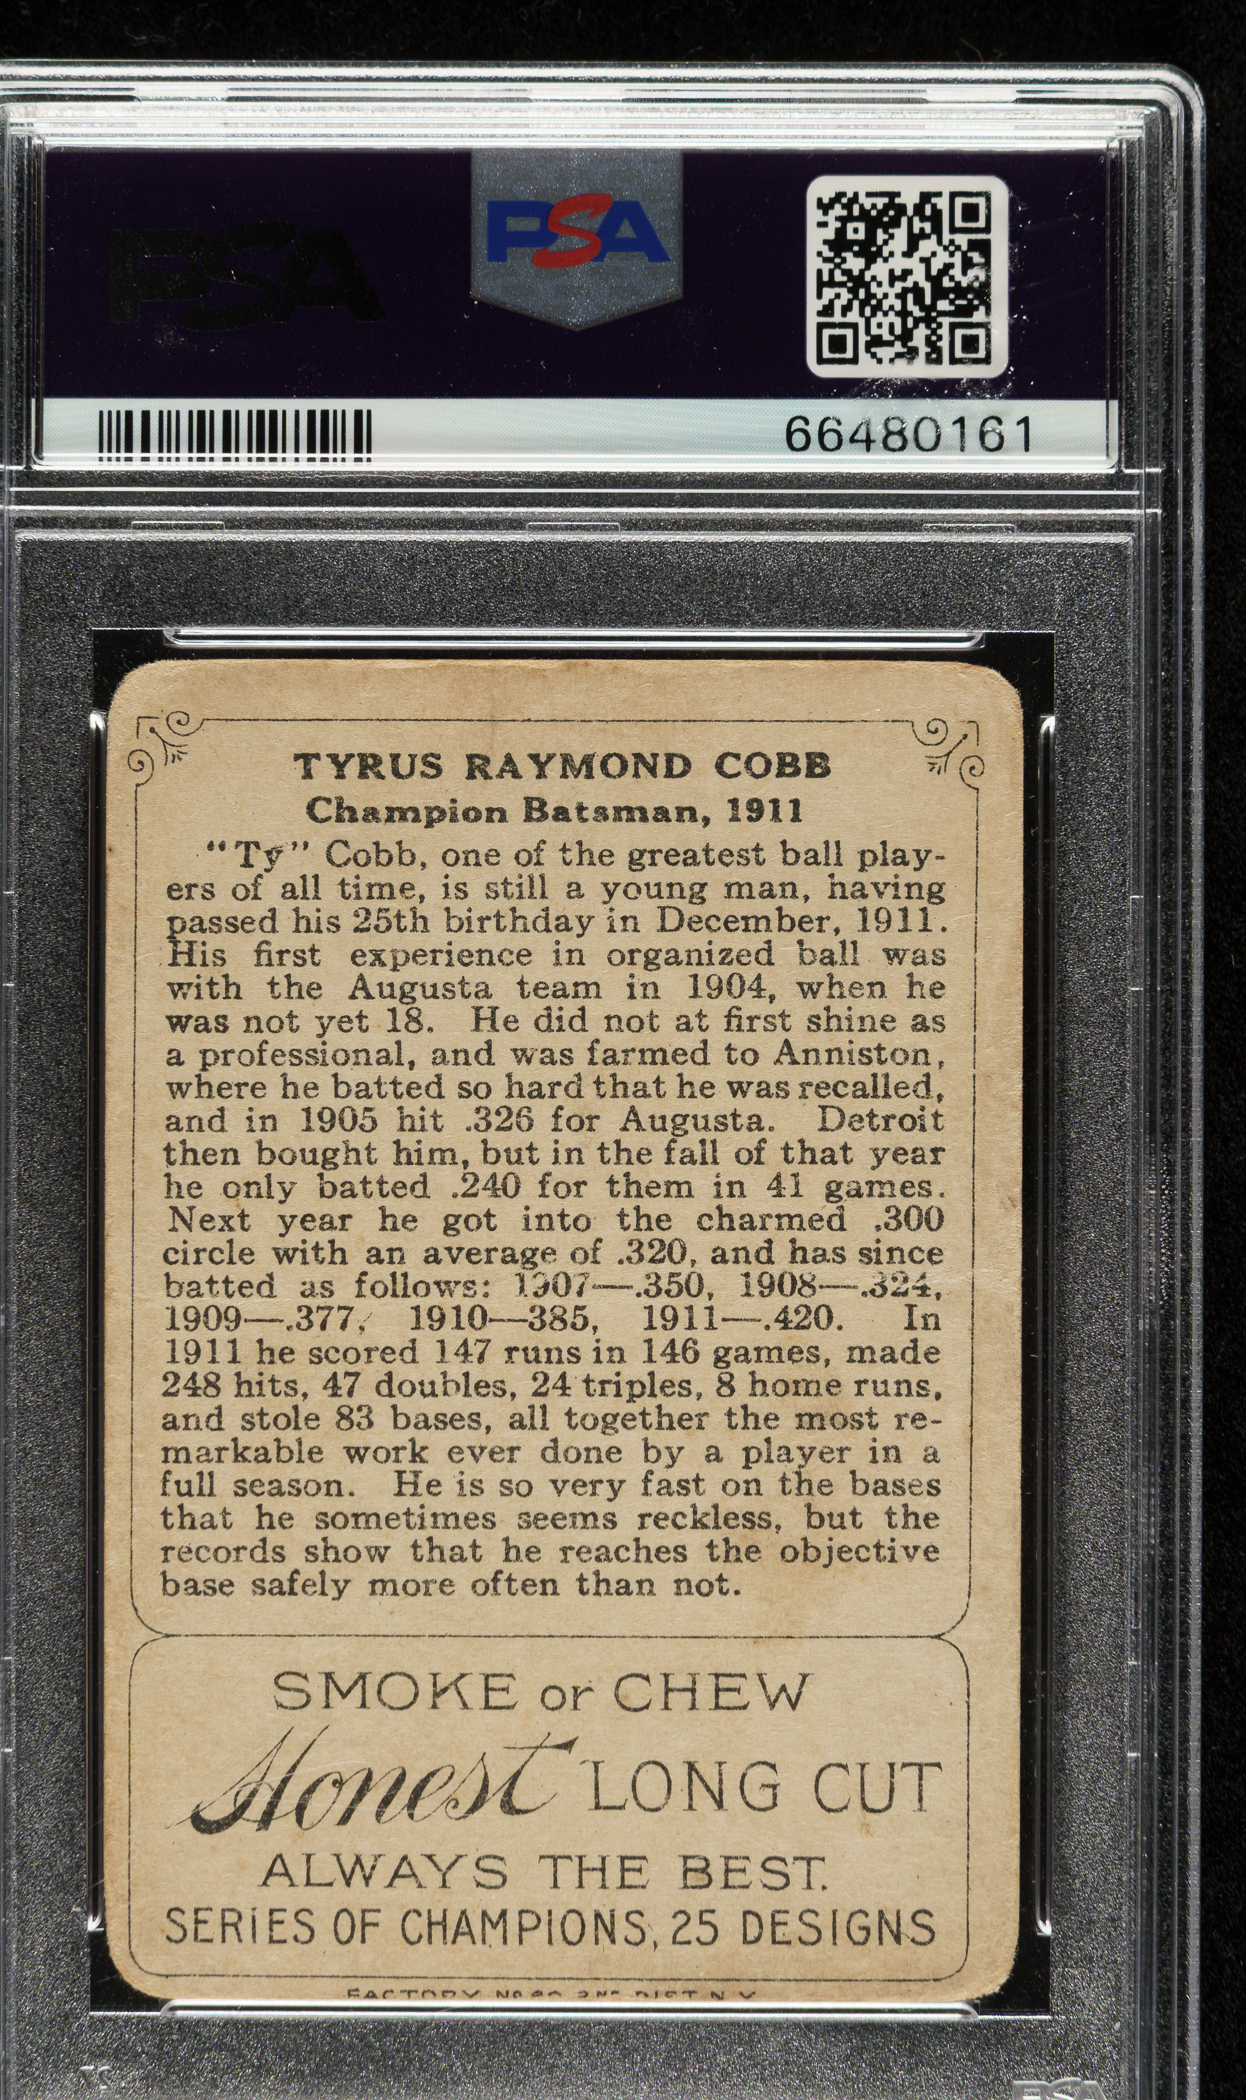 PSA
PSA
66480161
TYRUS RAYMOND COBB
Champion Batsman, 1911
“Ty” Cobb, one of the greatest ball play-
ers of all time, is still a young man, having
passed his 25th birthday in December, 1911.
His first experience in organized ball was
with the Augusta team in 1904, when he
was not yet 18. He did not at first shine as
a professional, and was farmed to Anniston,
where he batted so hard that he was recalled,
and in 1905 hit .326 for Augusta. Detroit
then bought him, but in the fall of that year
he only batted .240 for them in 41 games.
Next year he got into the charmed .300
circle with an average of .320, and has since
batted as follows: 1907—.350, 1908—.324,
1909—.377, 1910—385, 1911—.420. In
1911 he scored 147 runs in 146 games, made
248 hits, 47 doubles, 24 triples, 8 home runs,
and stole 83 bases, all together the most re-
markable work ever done by a player in a
full season. He is so very fast on the bases
that he sometimes seems reckless, but the
records show that he reaches the objective
base safely more often than not.
SMOKE or CHEW
Honest LONG CUT
ALWAYS THE BEST.
SERIES OF CHAMPIONS, 25 DESIGNS
FACTORY No 2ND DIST. N.Y.
PSA